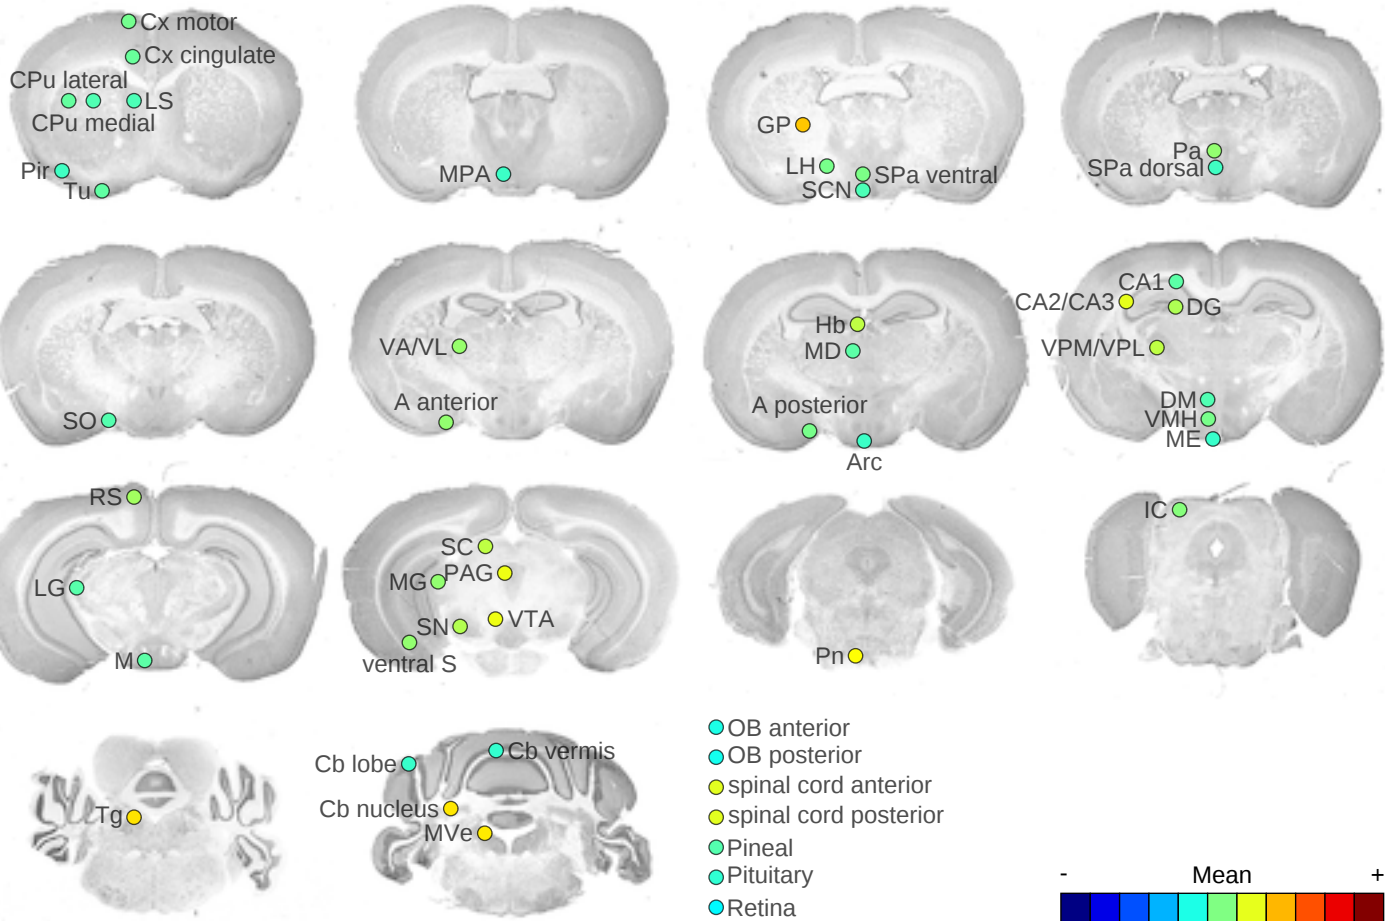 Cx motor
Cx cingulate
CPu lateral
LS
CPu medial
Pir
Tu
MPA
GP
LH
SPa ventral
SCN
Pa
SPa dorsal
SO
VA/VL
A anterior
Hb
MD
A posterior
Arc
CA1
CA2/CA3
DG
VPM/VPL
DM
VMH
ME
RS
LG
M
SC
PAG
MG
VTA
SN
ventral S
Pn
IC
Tg
Cb vermis
Cb lobe
Cb nucleus
MVe
OB anterior
OB posterior
spinal cord anterior
spinal cord posterior
Pineal
Pituitary
Retina
- Mean +